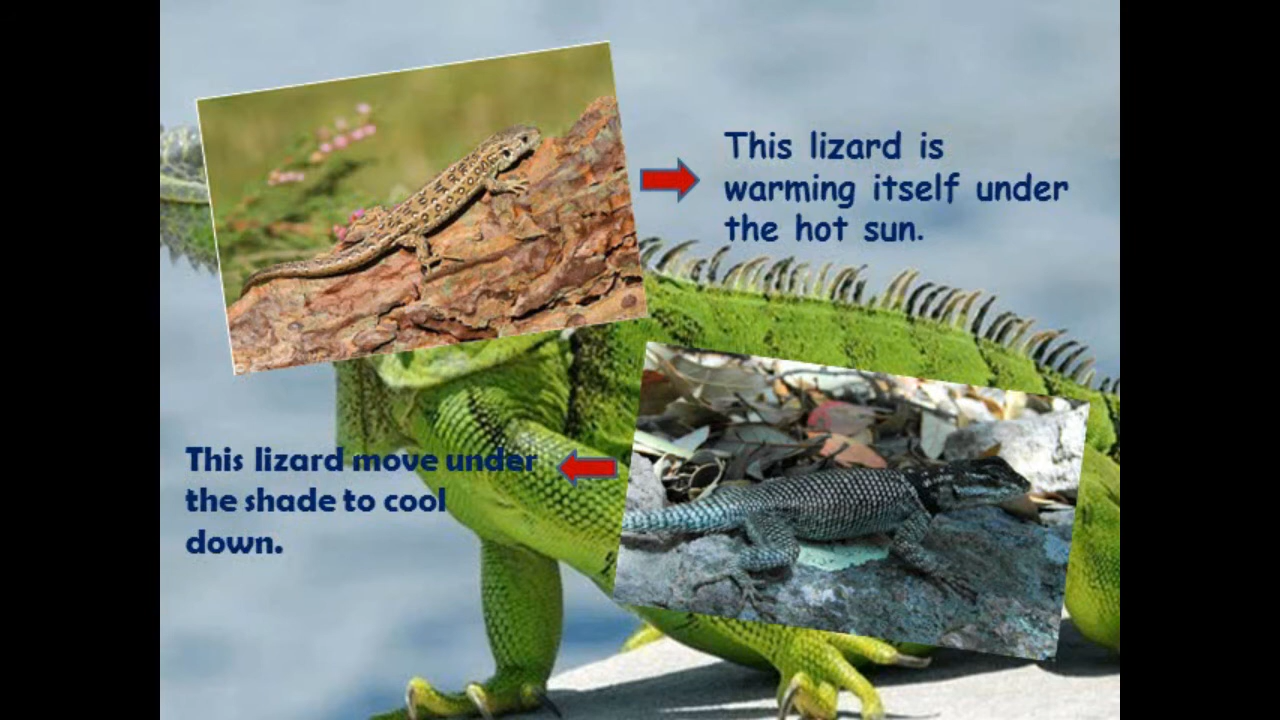 This lizard is
warming itself under
the hot sun.
This lizard move under
the shade to cool
down.